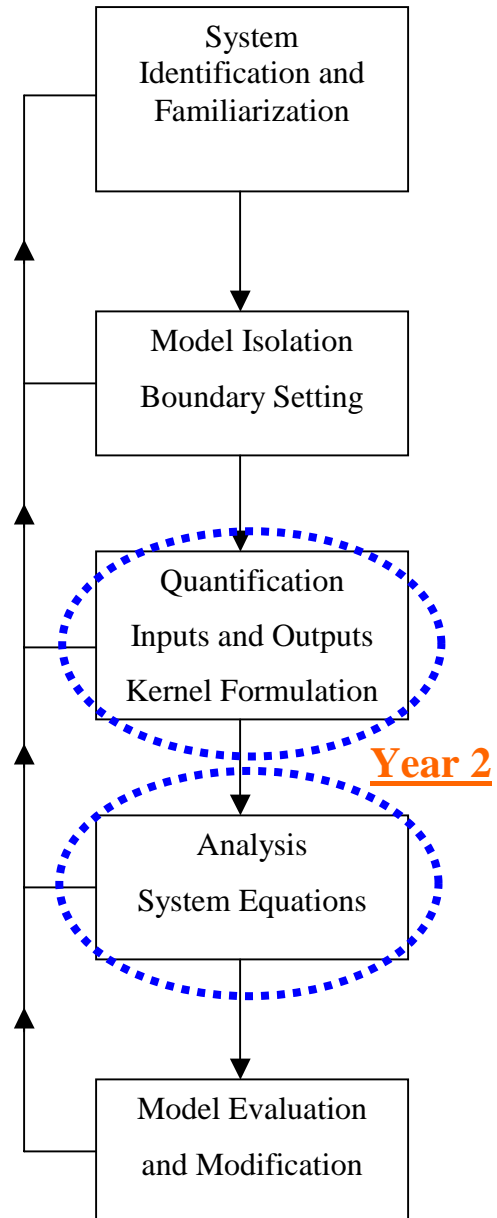 System
Identification and
Familiarization
Model Isolation
Boundary Setting
Quantification
Inputs and Outputs
Kernel Formulation
Year 2
Analysis
System Equations
Model Evaluation
and Modification